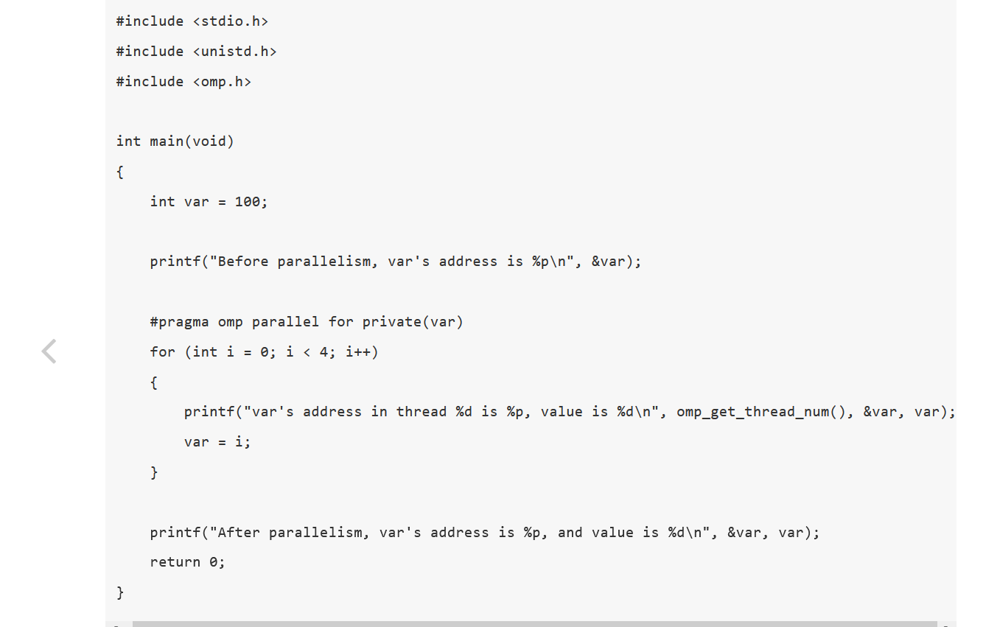 #include <stdio.h>
#include <unistd.h>
#include <omp.h>
int main(void)
{
    int var = 100;
    printf("Before parallelism, var's address is %p\n", &var);
    #pragma omp parallel for private(var)
    for (int i = 0; i < 4; i++)
    {
        printf("var's address in thread %d is %p, value is %d\n", omp_get_thread_num(), &var, var);
        var = i;
    }
    printf("After parallelism, var's address is %p, and value is %d\n", &var, var);
    return 0;
}